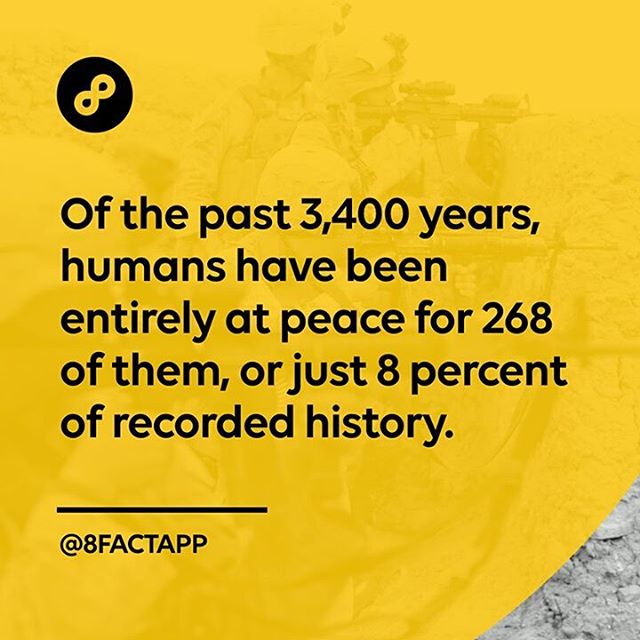 Of the past 3,400 years,
humans have been
entirely at peace for 268
of them, or just 8 percent
of recorded history.
@8FACTAPP